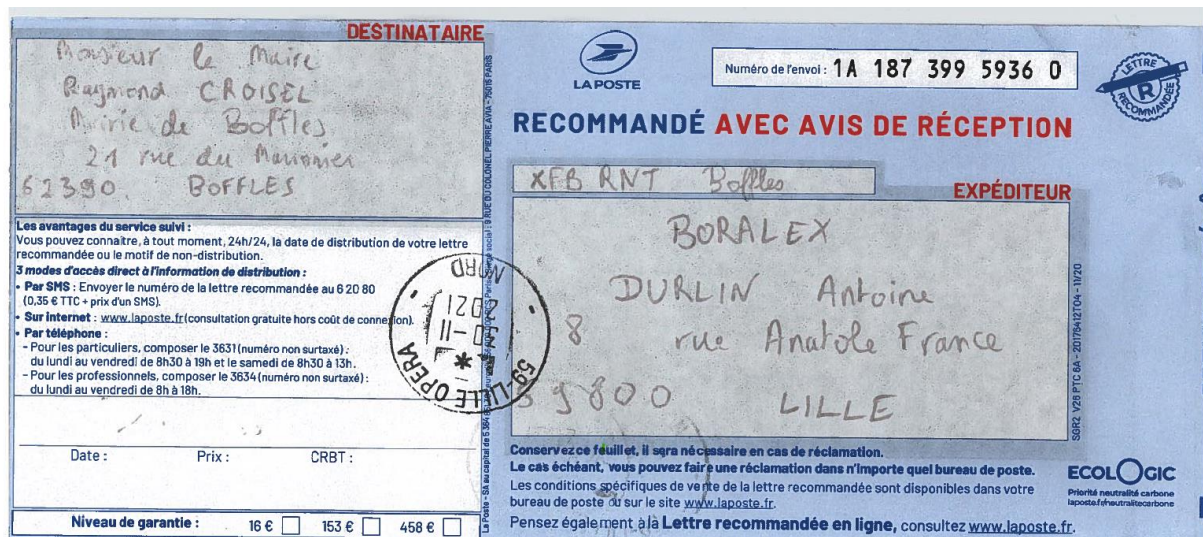 DESTINATAIRE
Monsieur le Maire
Raymond CROISEL
Mairie de Boffles
21 rue du Marronnier
62390 BOFFLES
Les avantages du service suivi :
Vous pouvez connaître, à tout moment, 24h/24, la date de distribution de votre lettre
recommandée ou le motif de non-distribution.
3 modes d'accès direct à l'information de distribution :
• Par SMS : Envoyer le numéro de la lettre recommandée au 6 20 80
(0,35 € TTC + prix d'un SMS).
• Sur internet : www.laposte.fr (consultation gratuite hors coût de connexion).
• Par téléphone :
- Pour les particuliers, composer le 3631 (numéro non surtaxé) :
du lundi au vendredi de 8h30 à 19h et le samedi de 8h30 à 13h.
- Pour les professionnels, composer le 3634 (numéro non surtaxé) :
du lundi au vendredi de 8h à 18h.
Date : Prix : CRBT :
Niveau de garantie : 16 € 153 € 458 €
59-LILLE OPERA
NORD
2021
LA POSTE
Numéro de l'envoi : 1A 187 399 5936 0
LETTRE
R
RECOMMANDÉE
RECOMMANDÉ AVEC AVIS DE RÉCEPTION
XFB RNT Boffles
EXPÉDITEUR
BORALEX
DURLIN Antoine
8 rue Anatole France
59800 LILLE
SGR2 V26 PTC 6A - 20175412T04 - 11/20
Conservez ce feuillet, il sera nécessaire en cas de réclamation.
Le cas échéant, vous pouvez faire une réclamation dans n'importe quel bureau de poste.
Les conditions spécifiques de vente de la lettre recommandée sont disponibles dans votre
bureau de poste ou sur le site www.laposte.fr.
Pensez également à la Lettre recommandée en ligne, consultez www.laposte.fr.
ECOLOGIC
Priorité neutralité carbone
laposte.fr/neutralitecarbone